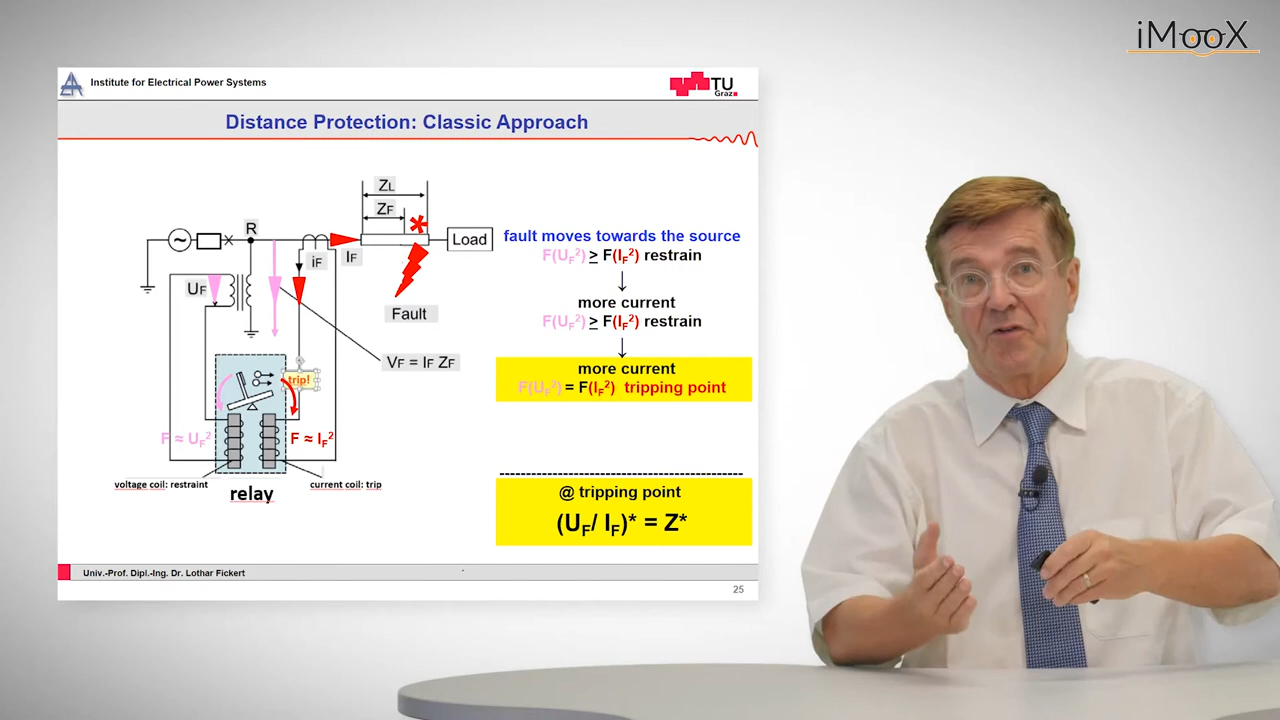 iMooX
Institute for Electrical Power Systems
TU
Graz
Distance Protection: Classic Approach
ZL
ZF
R
Load
iF
IF
UF
Fault
VF = IF ZF
trip!
F ≈ UF²
F ≈ IF²
voltage coil: restraint
current coil: trip
relay
fault moves towards the source
F(UF²) ≥ F(IF²) restrain
more current
F(UF²) ≥ F(IF²) restrain
more current
F(UF²) = F(IF²) tripping point
@ tripping point
(UF/ IF)* = Z*
Univ.-Prof. Dipl.-Ing. Dr. Lothar Fickert
25